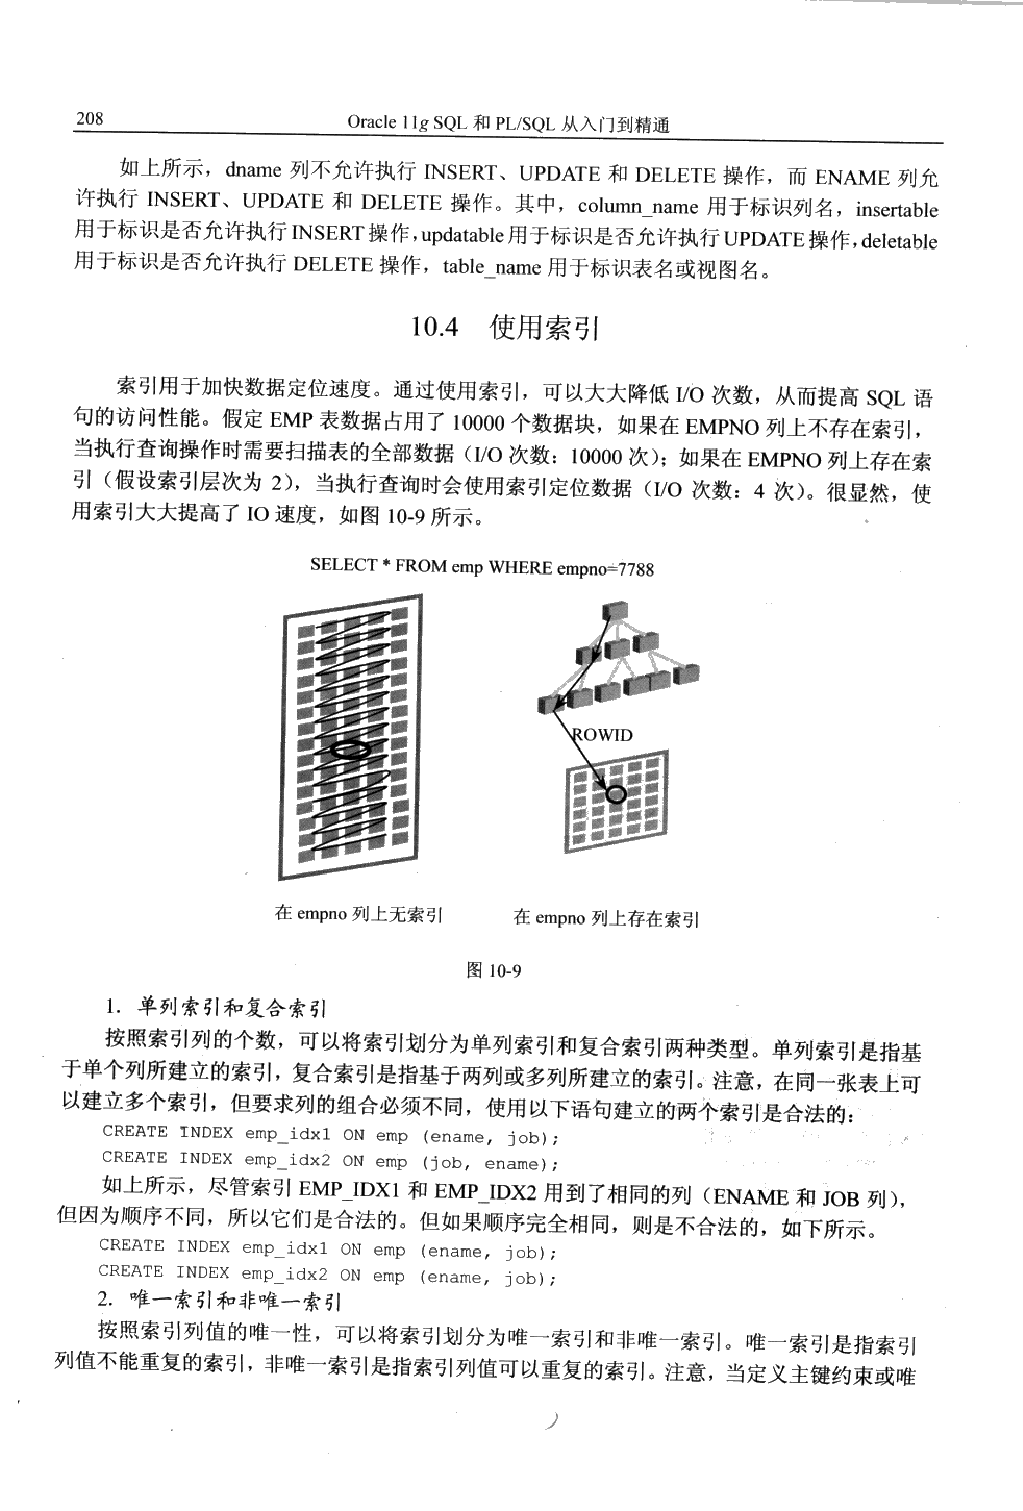 208
Oracle 11g SQL 和 PL/SQL 从入门到精通
如上所示，dname 列不允许执行 INSERT、UPDATE 和 DELETE 操作，而 ENAME 列允
许执行 INSERT、UPDATE 和 DELETE 操作。其中，column_name 用于标识列名，insertable
用于标识是否允许执行 INSERT 操作，updatable 用于标识是否允许执行 UPDATE 操作，deletable
用于标识是否允许执行 DELETE 操作，table_name 用于标识表名或视图名。
10.4 使用索引
索引用于加快数据定位速度。通过使用索引，可以大大降低 I/O 次数，从而提高 SQL 语
句的访问性能。假定 EMP 表数据占用了 10000 个数据块，如果在 EMPNO 列上不存在索引，
当执行查询操作时需要扫描表的全部数据（I/O 次数：10000 次）；如果在 EMPNO 列上存在索
引（假设索引层次为 2），当执行查询时会使用索引定位数据（I/O 次数：4 次）。很显然，使
用索引大大提高了 IO 速度，如图 10-9 所示。
SELECT * FROM emp WHERE empno=7788
ROWID
在 empno 列上无索引
在 empno 列上存在索引
图 10-9
1. 单列索引和复合索引
按照索引列的个数，可以将索引划分为单列索引和复合索引两种类型。单列索引是指基
于单个列所建立的索引，复合索引是指基于两列或多列所建立的索引。注意，在同一张表上可
以建立多个索引，但要求列的组合必须不同，使用以下语句建立的两个索引是合法的：
CREATE INDEX emp_idx1 ON emp (ename, job);
CREATE INDEX emp_idx2 ON emp (job, ename);
如上所示，尽管索引 EMP_IDX1 和 EMP_IDX2 用到了相同的列（ENAME 和 JOB 列），
但因为顺序不同，所以它们是合法的。但如果顺序完全相同，则是不合法的，如下所示。
CREATE INDEX emp_idx1 ON emp (ename, job);
CREATE INDEX emp_idx2 ON emp (ename, job);
2. 唯一索引和非唯一索引
按照索引列值的唯一性，可以将索引划分为唯一索引和非唯一索引。唯一索引是指索引
列值不能重复的索引，非唯一索引是指索引列值可以重复的索引。注意，当定义主键约束或唯